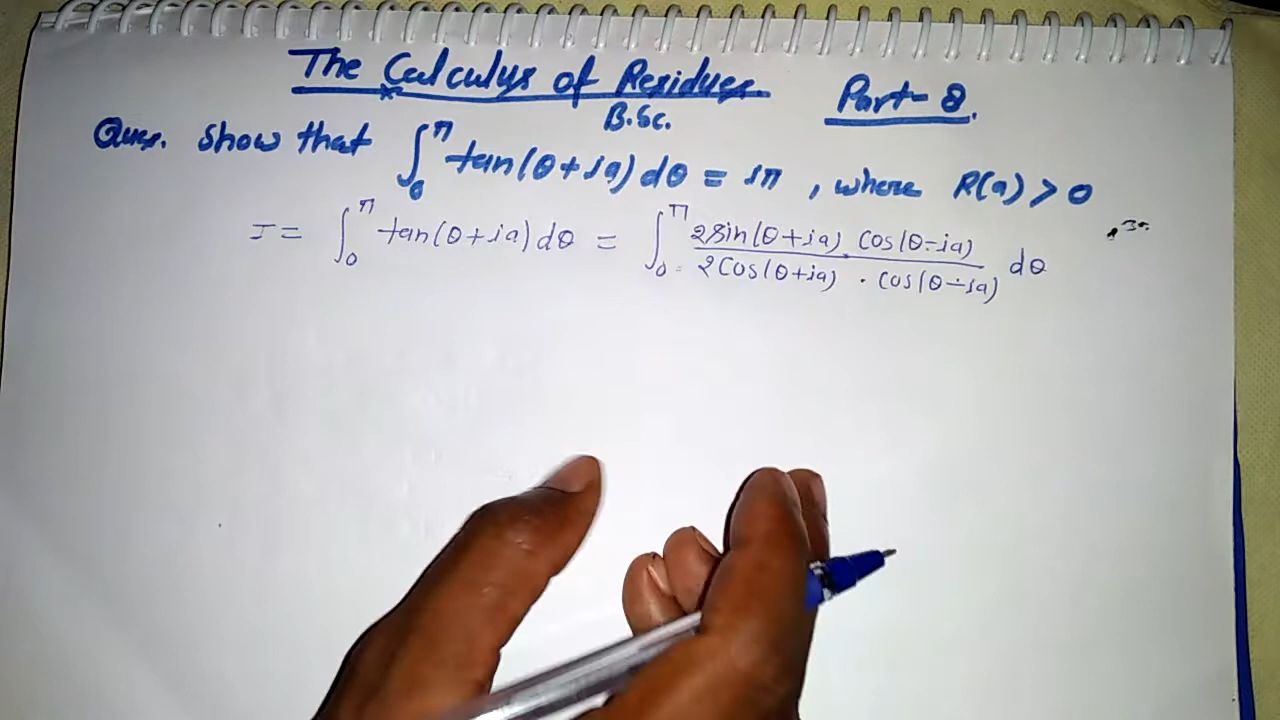 The Calculus of Residues Part-8.
B.Sc.
Ques. Show that ∫₀^π tan(θ+ia) dθ = iπ , where R(a) > 0
I = ∫₀^π tan(θ+ia) dθ = ∫₀^π 2sin(θ+ia) cos(θ-ia) / 2cos(θ+ia) · cos(θ-ia) dθ